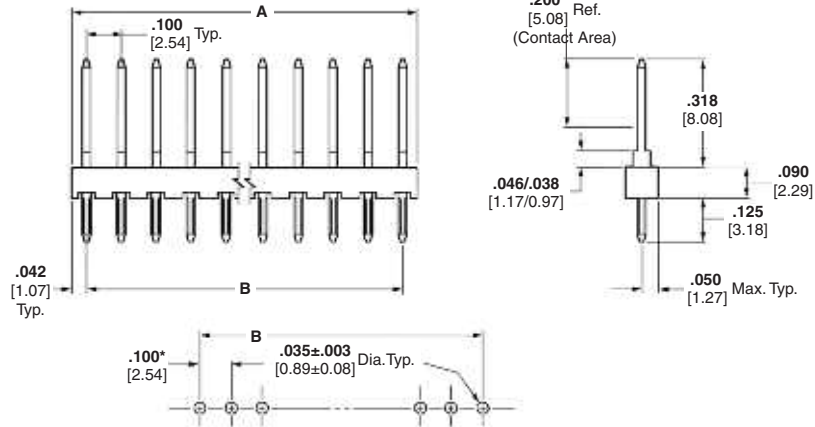 A
.100
[2.54] Typ.
.200 Ref.
[5.08]
(Contact Area)
.318
[8.08]
.046/.038
[1.17/0.97]
.090
[2.29]
.125
[3.18]
.050
[1.27] Max. Typ.
.042
[1.07]
Typ.
B
B
.100*
[2.54]
.035±.003
[0.89±0.08] Dia.Typ.